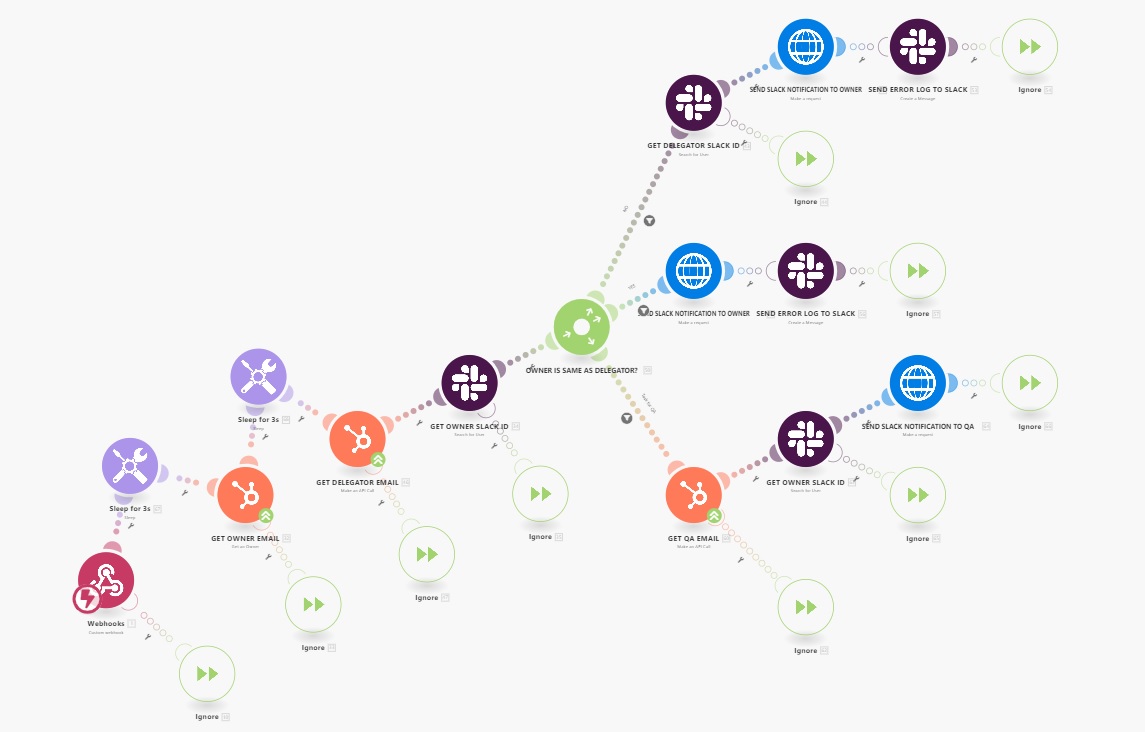 SEND SLACK NOTIFICATION TO OWNER
Make a request
SEND ERROR LOG TO SLACK
Create a Message
Ignore
GET DELEGATOR SLACK ID
Search for User
Ignore
NO
YES
SLACK NOTIFICATION TO OWNER
Make a request
SEND ERROR LOG TO SLACK
Create a Message
Ignore
OWNER IS SAME AS DELEGATOR?
Sleep for 3s
Sleep
GET OWNER SLACK ID
Search for User
SEND SLACK NOTIFICATION TO QA
Make a request
Ignore
GET DELEGATOR EMAIL
Make an API Call
GET OWNER SLACK ID
Search for User
Sleep for 3s
Sleep
GET OWNER EMAIL
Get an Owner
Ignore
GET QA EMAIL
Make an API Call
Ignore
Ignore
Webhooks
Custom webhook
Ignore
Ignore
Ignore